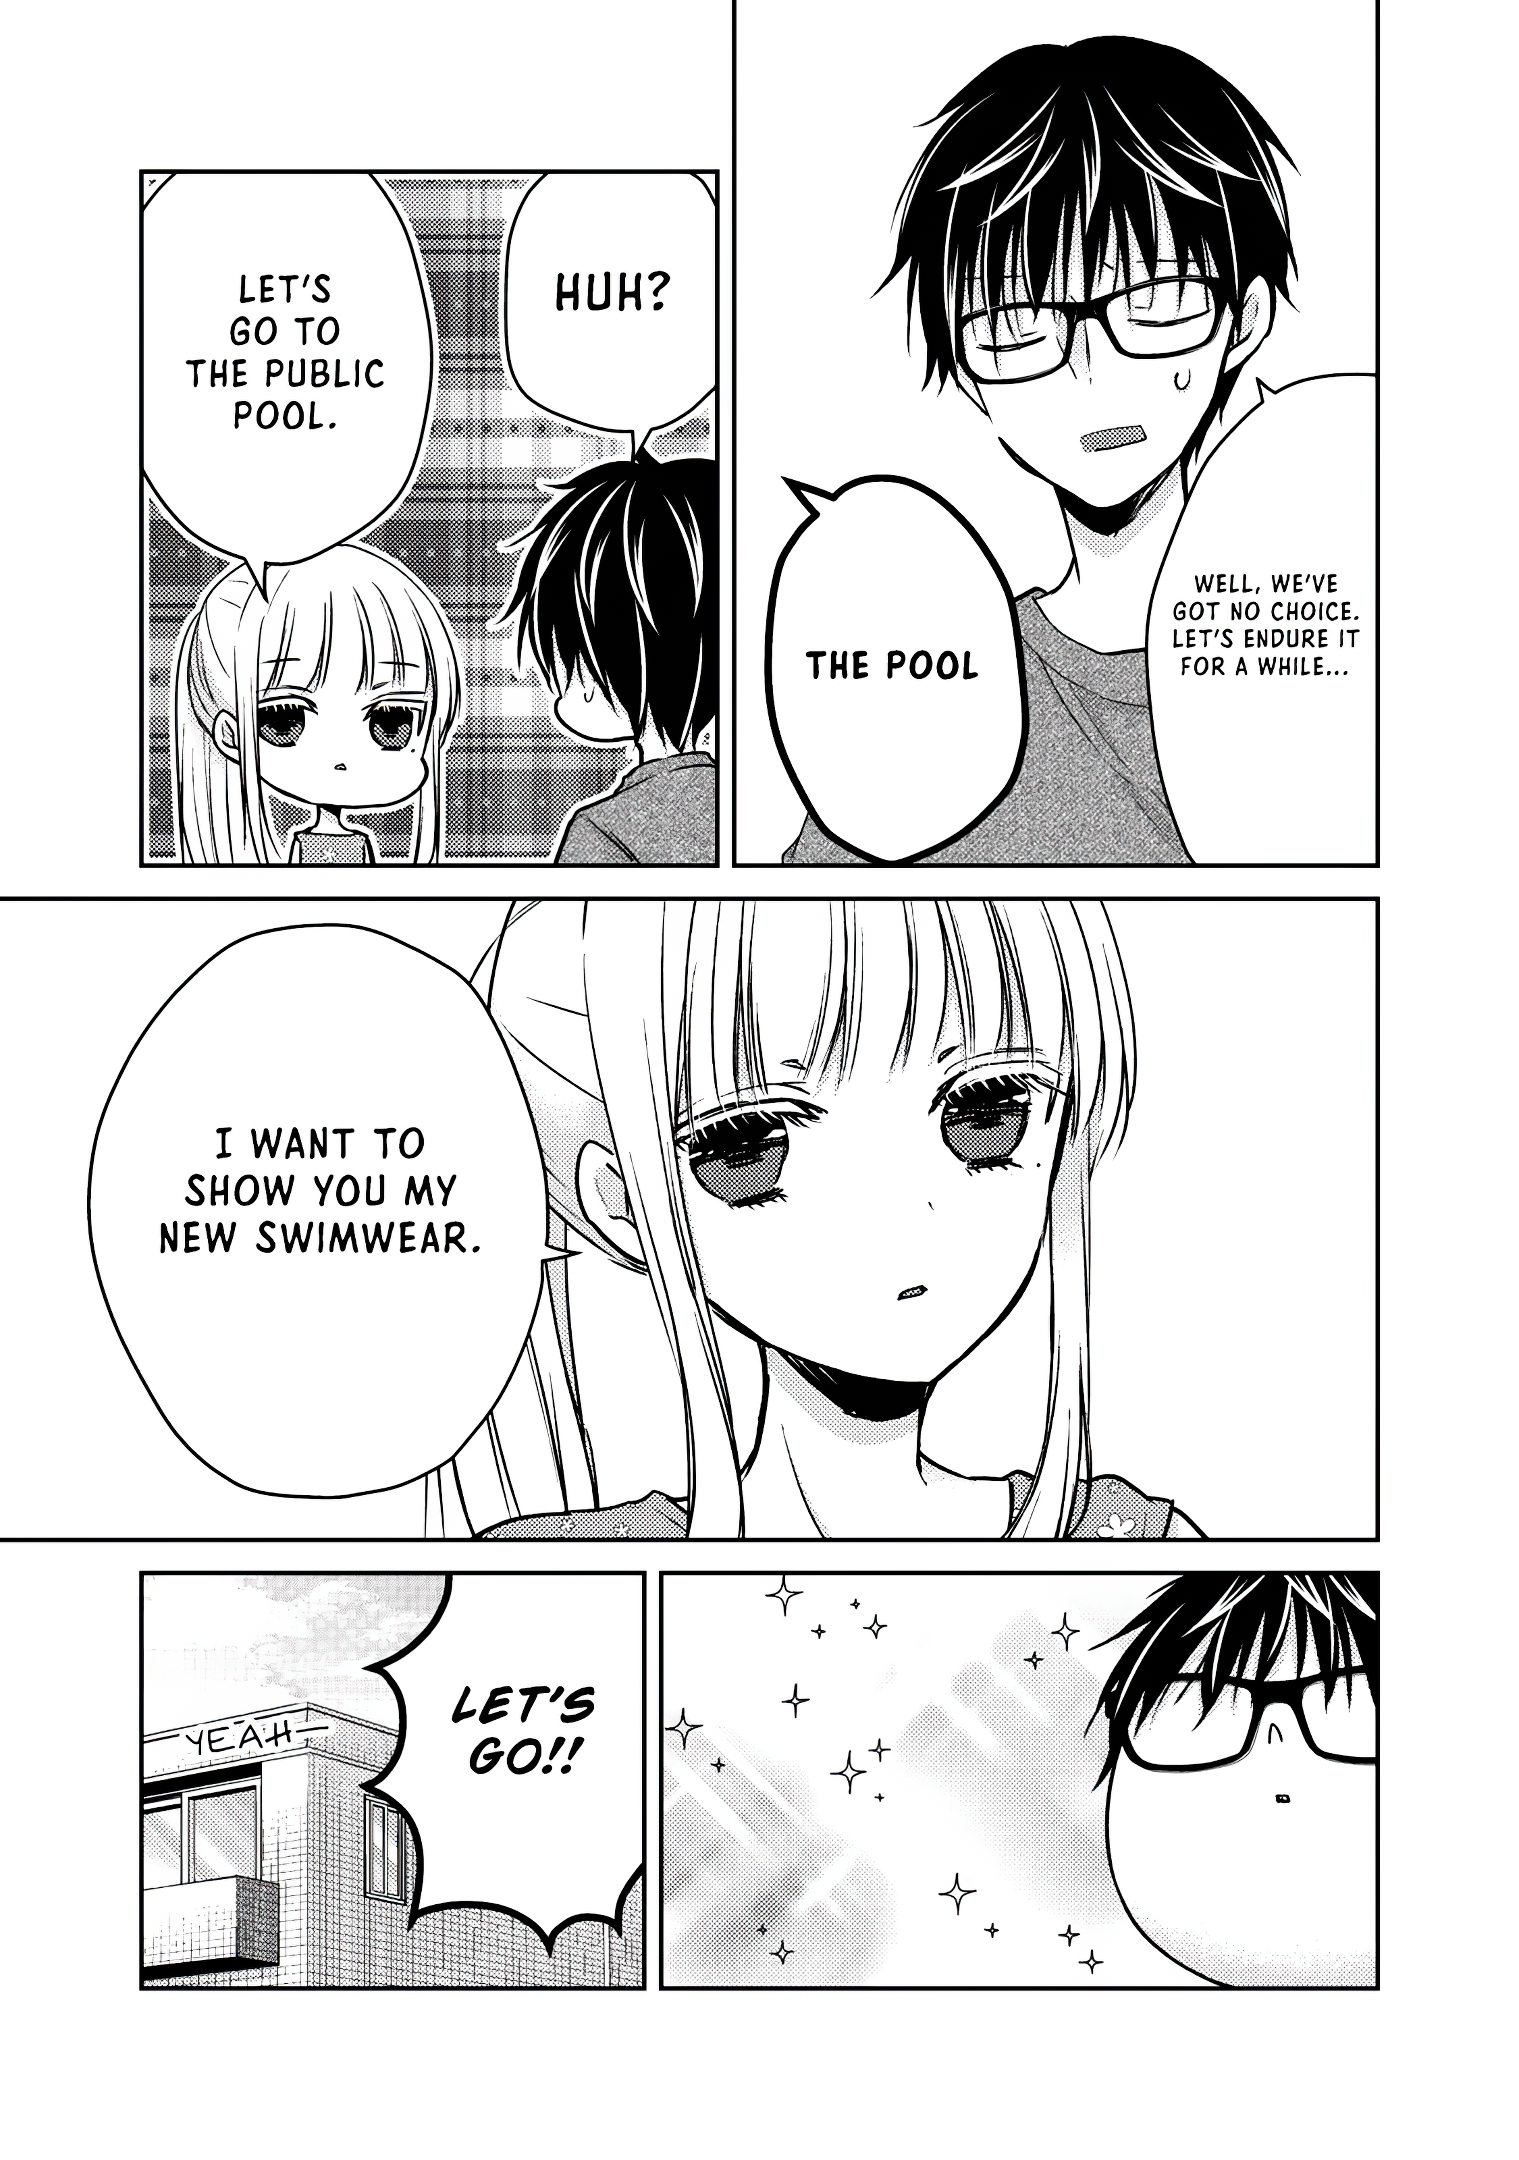 WELL, WE'VE
GOT NO CHOICE.
LET'S ENDURE IT
FOR A WHILE...
THE POOL
HUH?
LET'S
GO TO
THE PUBLIC
POOL.
I WANT TO
SHOW YOU MY
NEW SWIMWEAR.
LET'S
GO!!
YEAH